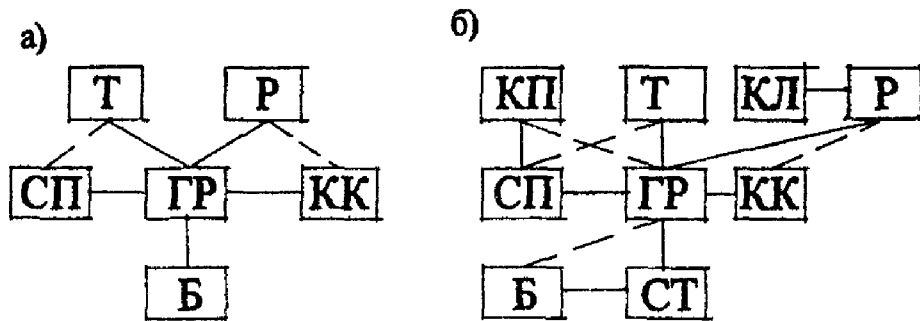 а)
Т Р
СП ГР КК
Б
б)
КП Т КЛ Р
СП ГР КК
Б СТ